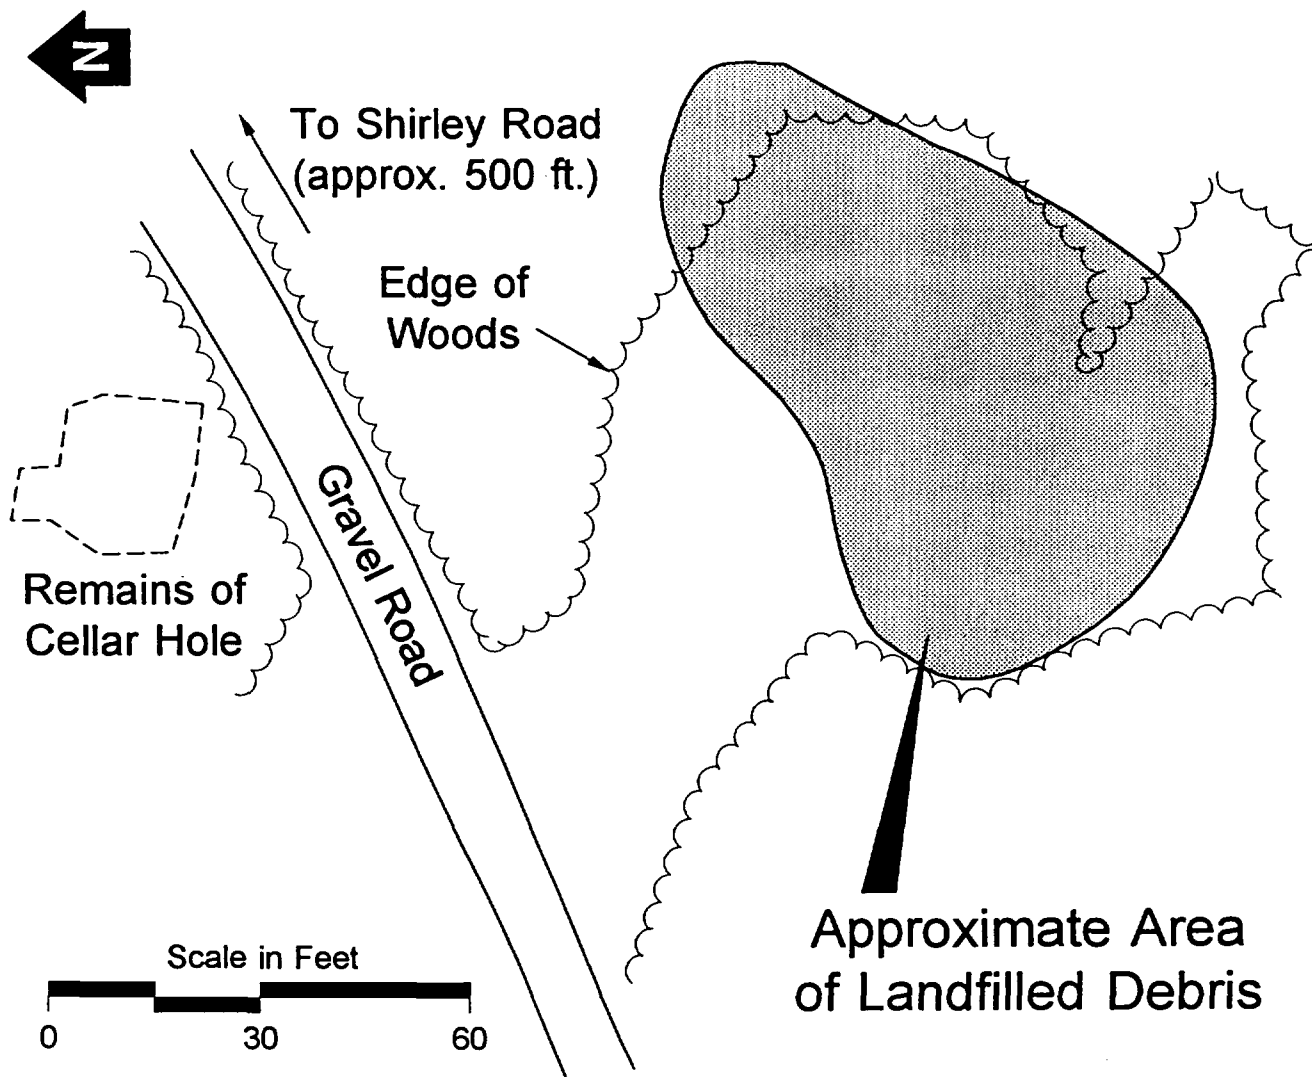 N
To Shirley Road
(approx. 500 ft.)
Edge of
Woods
Gravel Road
Remains of
Cellar Hole
Approximate Area
of Landfilled Debris
Scale in Feet
0 30 60